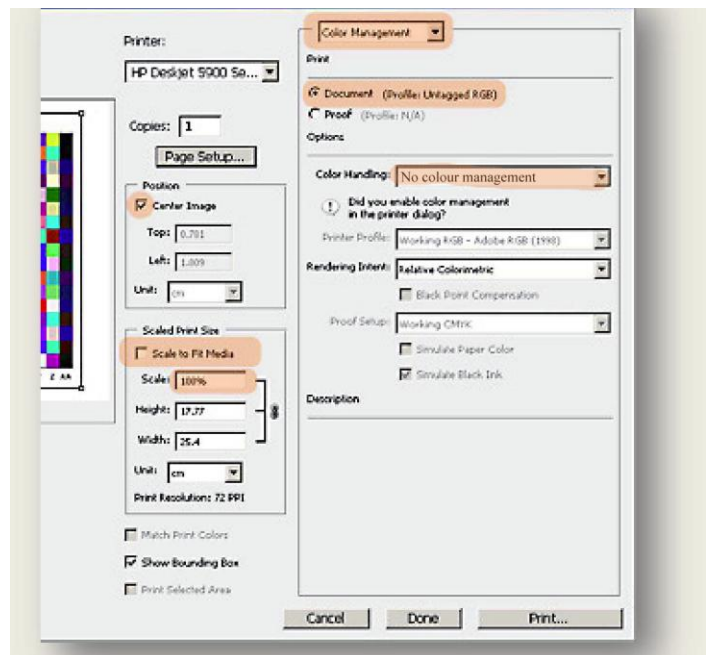 Color Management
Printer:
Print
HP Deskjet 5900 Se...
Document (Profile: Untagged RGB)
Proof (Profile: N/A)
Copies: 1
Options
Page Setup...
Color Handling: No colour management
Position
Did you enable color management
in the printer dialog?
Center Image
Top: 0.701
Printer Profile: Working RGB - Adobe RGB (1998)
Left: 1.009
Rendering Intent: Relative Colorimetric
Unit: cm
Black Point Compensation
Proof Setup: Working CMYK
Scaled Print Size
Simulate Paper Color
Scale to Fit Media
Simulate Black Ink
Z AA
Scale: 100%
Description
Height: 17.77
Width: 25.4
Unit: cm
Print Resolution: 72 PPI
Match Print Colors
Show Bounding Box
Print Selected Area
Cancel
Done
Print...